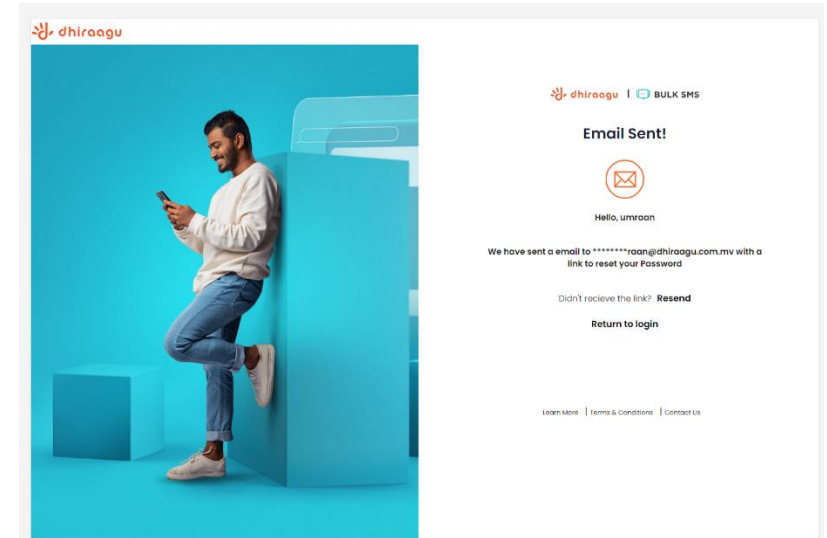 dhiraagu
dhiraagu | BULK SMS
Email Sent!
Hello, umraan
We have sent a email to ********raan@dhiraagu.com.mv with a
link to reset your Password
Didn't recieve the link? Resend
Return to login
Learn More | Terms & Conditions | Contact Us